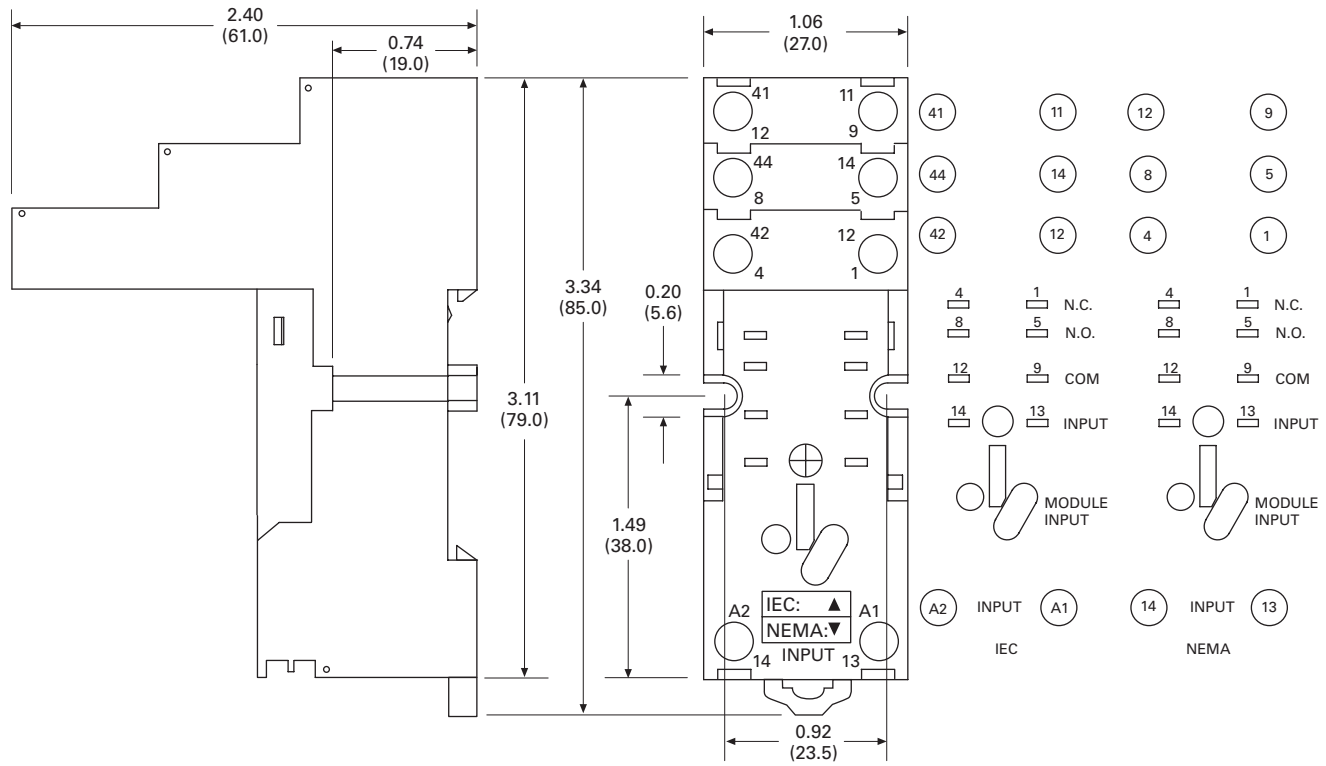 2.40
(61.0)
0.74
(19.0)
3.11
(79.0)
3.34
(85.0)
1.06
(27.0)
41 11
12 9
44 14
8 5
42 12
4 1
0.20
(5.6)
1.49
(38.0)
A2 IEC: ▲ A1
NEMA:▼
14 INPUT 13
0.92
(23.5)
41 11
44 14
42 12
4 1 N.C.
8 5 N.O.
12 9 COM
14 13 INPUT
MODULE
INPUT
A2 INPUT A1
IEC
12 9
8 5
4 1
4 1 N.C.
8 5 N.O.
12 9 COM
14 13 INPUT
MODULE
INPUT
14 INPUT 13
NEMA